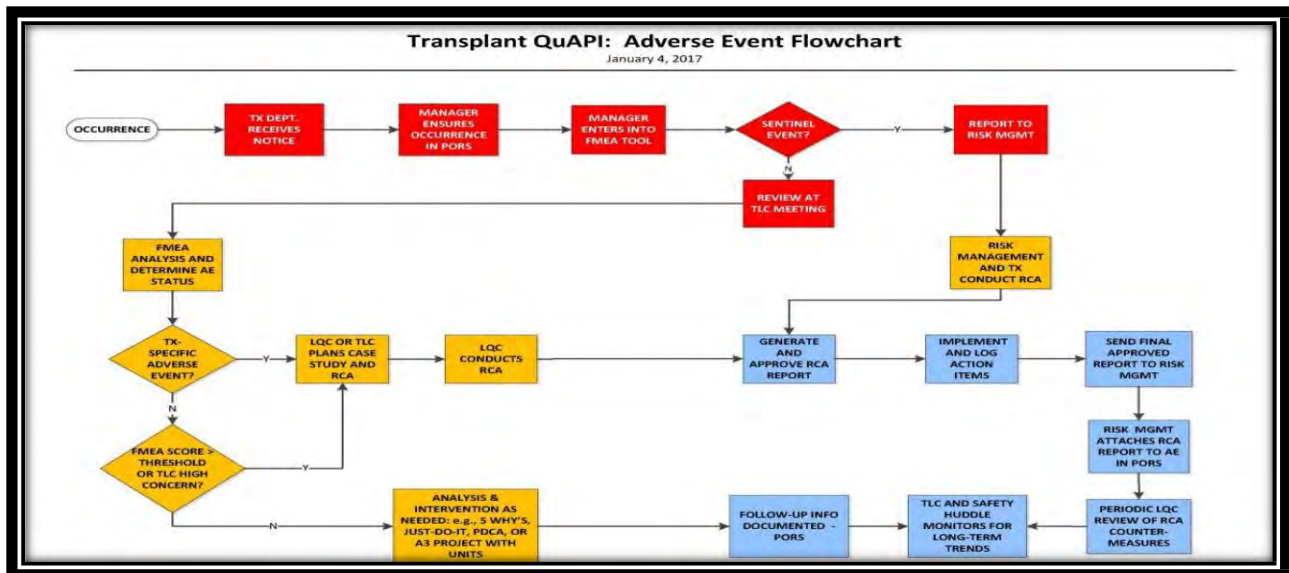 Transplant QuAPI: Adverse Event Flowchart
January 4, 2017
OCCURRENCE
TX DEPT.
RECEIVES
NOTICE
MANAGER
ENSURES
OCCURRENCE
IN PORS
MANAGER
ENTERS INTO
FMEA TOOL
SENTINEL
EVENT?
Y
REPORT TO
RISK MGMT
N
REVIEW AT
TLC MEETING
FMEA
ANALYSIS AND
DETERMINE AE
STATUS
RISK
MANAGEMENT
AND TX
CONDUCT RCA
TX-
SPECIFIC
ADVERSE
EVENT?
Y
LQC OR TLC
PLANS CASE
STUDY AND
RCA
LQC
CONDUCTS
RCA
GENERATE
AND
APPROVE RCA
REPORT
IMPLEMENT
AND LOG
ACTION
ITEMS
SEND FINAL
APPROVED
REPORT TO RISK
MGMT
N
FMEA SCORE >
THRESHOLD
OR TLC HIGH
CONCERN?
Y
RISK MGMT
ATTACHES RCA
REPORT TO AE
IN PORS
N
ANALYSIS &
INTERVENTION AS
NEEDED: e.g., 5 WHY'S,
JUST-DO-IT, PDCA, OR
A3 PROJECT WITH
UNITS
FOLLOW-UP INFO
DOCUMENTED -
PORS
TLC AND SAFETY
HUDDLE
MONITORS FOR
LONG-TERM
TRENDS
PERIODIC LQC
REVIEW OF RCA
COUNTER-
MEASURES